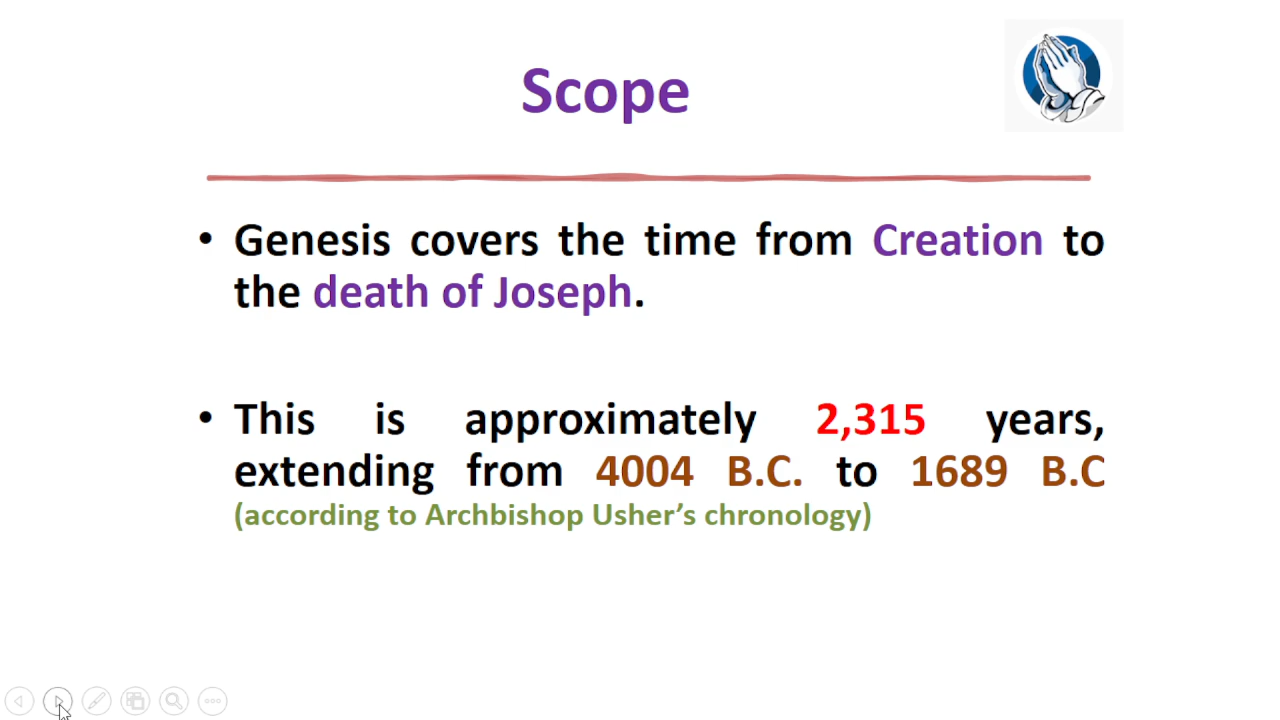 Scope
• Genesis covers the time from Creation to
the death of Joseph.
• This is approximately 2,315 years,
extending from 4004 B.C. to 1689 B.C
(according to Archbishop Usher's chronology)